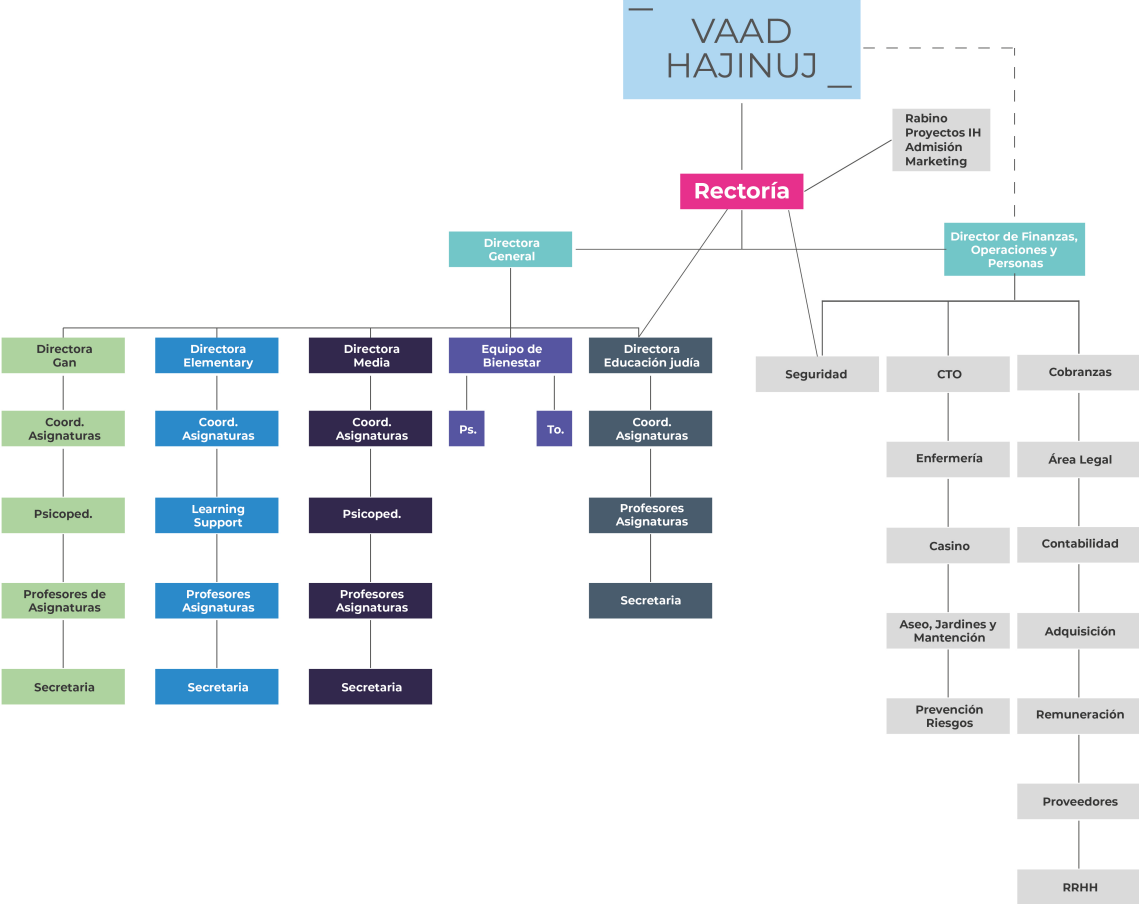 VAAD
HAJINUJ
Rabino
Proyectos IH
Admisión
Marketing
Rectoría
Directora
General
Director de Finanzas,
Operaciones y
Personas
Directora
Gan
Directora
Elementary
Directora
Media
Equipo de
Bienestar
Directora
Educación judía
Seguridad
CTO
Cobranzas
Coord.
Asignaturas
Coord.
Asignaturas
Coord.
Asignaturas
Ps.
To.
Coord.
Asignaturas
Enfermería
Área Legal
Psicoped.
Learning
Support
Psicoped.
Profesores
Asignaturas
Casino
Contabilidad
Profesores de
Asignaturas
Profesores
Asignaturas
Profesores
Asignaturas
Secretaria
Aseo, Jardines y
Mantención
Adquisición
Secretaria
Secretaria
Secretaria
Prevención
Riesgos
Remuneración
Proveedores
RRHH